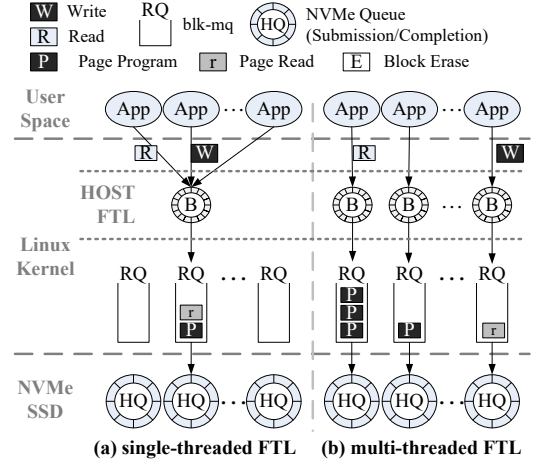 W Write RQ blk-mq HQ NVMe Queue
R Read (Submission/Completion)
P Page Program r Page Read E Block Erase
User Space App App ... App App App ... App
R W R W
HOST FTL B B B ... B
Linux Kernel
RQ RQ ... RQ RQ RQ ... RQ
P
r P
P P P r
NVMe SSD HQ HQ ... HQ HQ HQ ... HQ
(a) single-threaded FTL (b) multi-threaded FTL